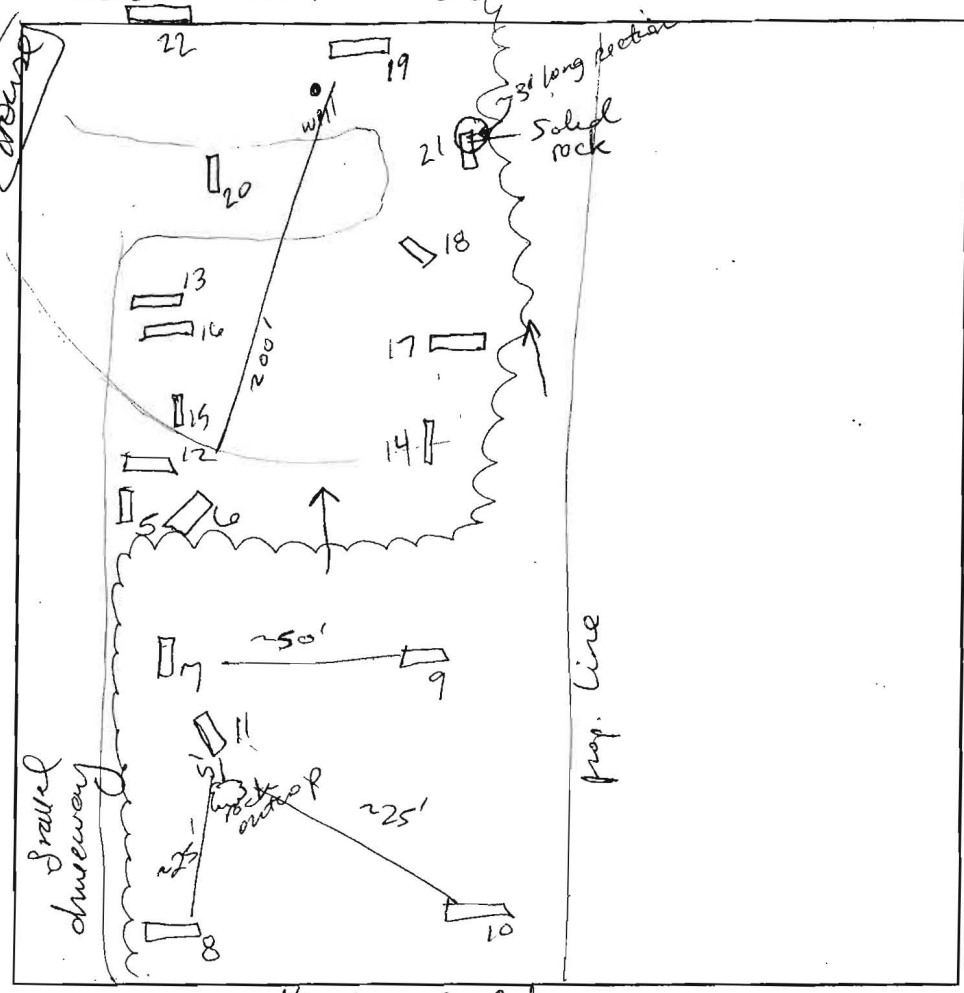 22
19
house
~3' long section
well
solid
rock
21
20
18
13
16
17
200'
15
12
14
5
6
~50'
7
9
prop. line
11
5'
rock
outcrop
~25'
~25'
Gravel
driveway
8
10